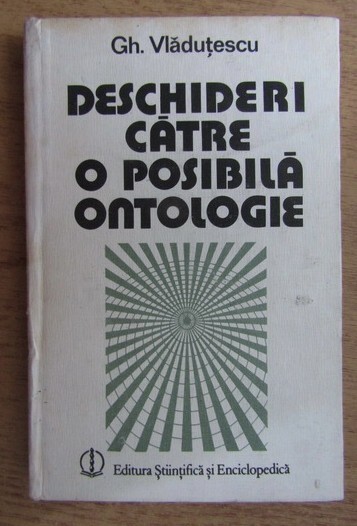 Gh. Vlăduțescu
DESCHIDERI
CĂTRE
O POSIBILĂ
ONTOLOGIE
Editura Științifică și Enciclopedică